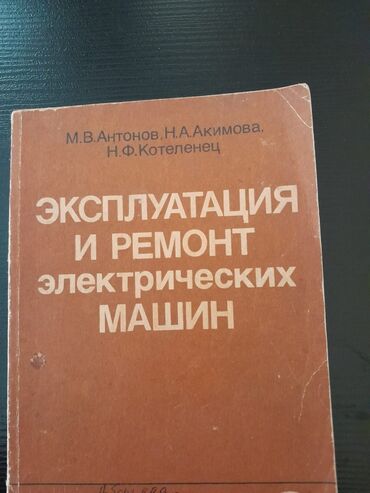 М.В.Антонов, Н.А.Акимова,
Н.Ф.Котеленец
ЭКСПЛУАТАЦИЯ
И РЕМОНТ
электрических
МАШИН